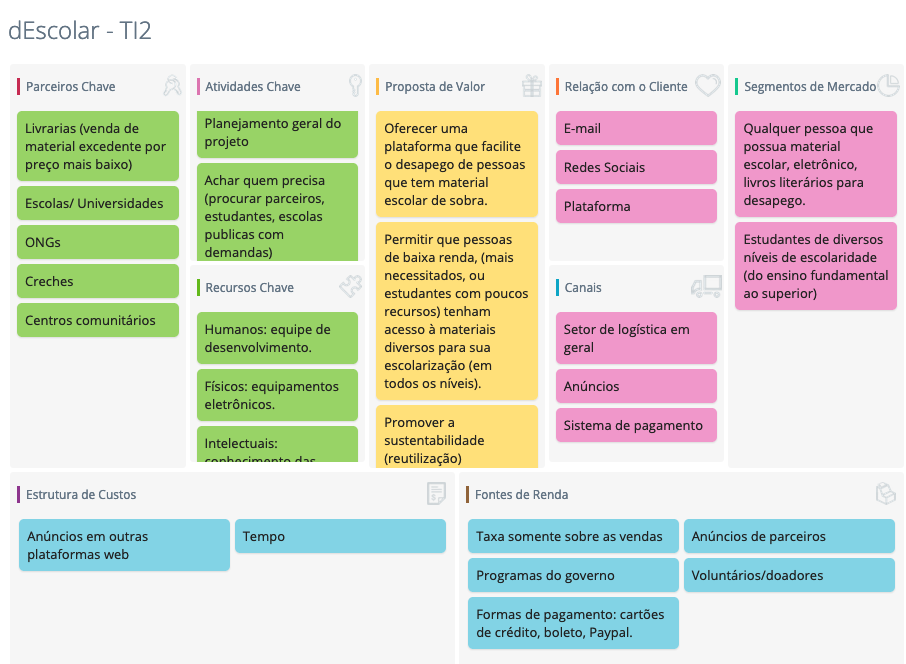 dEscolar - TI2
Parceiros Chave
Livrarias (venda de
material excedente por
preço mais baixo)
Escolas/ Universidades
ONGs
Creches
Centros comunitários
Atividades Chave
Planejamento geral do
projeto
Achar quem precisa
(procurar parceiros,
estudantes, escolas
publicas com
demandas)
Recursos Chave
Humanos: equipe de
desenvolvimento.
Físicos: equipamentos
eletrônicos.
Intelectuais:
conhecimento das
Proposta de Valor
Oferecer uma
plataforma que facilite
o desapego de pessoas
que tem material
escolar de sobra.
Permitir que pessoas
de baixa renda, (mais
necessitados, ou
estudantes com poucos
recursos) tenham
acesso à materiais
diversos para sua
escolarização (em
todos os níveis).
Promover a
sustentabilidade
(reutilização)
Relação com o Cliente
E-mail
Redes Sociais
Plataforma
Canais
Setor de logística em
geral
Anúncios
Sistema de pagamento
Segmentos de Mercado
Qualquer pessoa que
possua material
escolar, eletrônico,
livros literários para
desapego.
Estudantes de diversos
níveis de escolaridade
(do ensino fundamental
ao superior)
Estrutura de Custos
Anúncios em outras
plataformas web
Tempo
Fontes de Renda
Taxa somente sobre as vendas
Anúncios de parceiros
Programas do governo
Voluntários/doadores
Formas de pagamento: cartões
de crédito, boleto, Paypal.